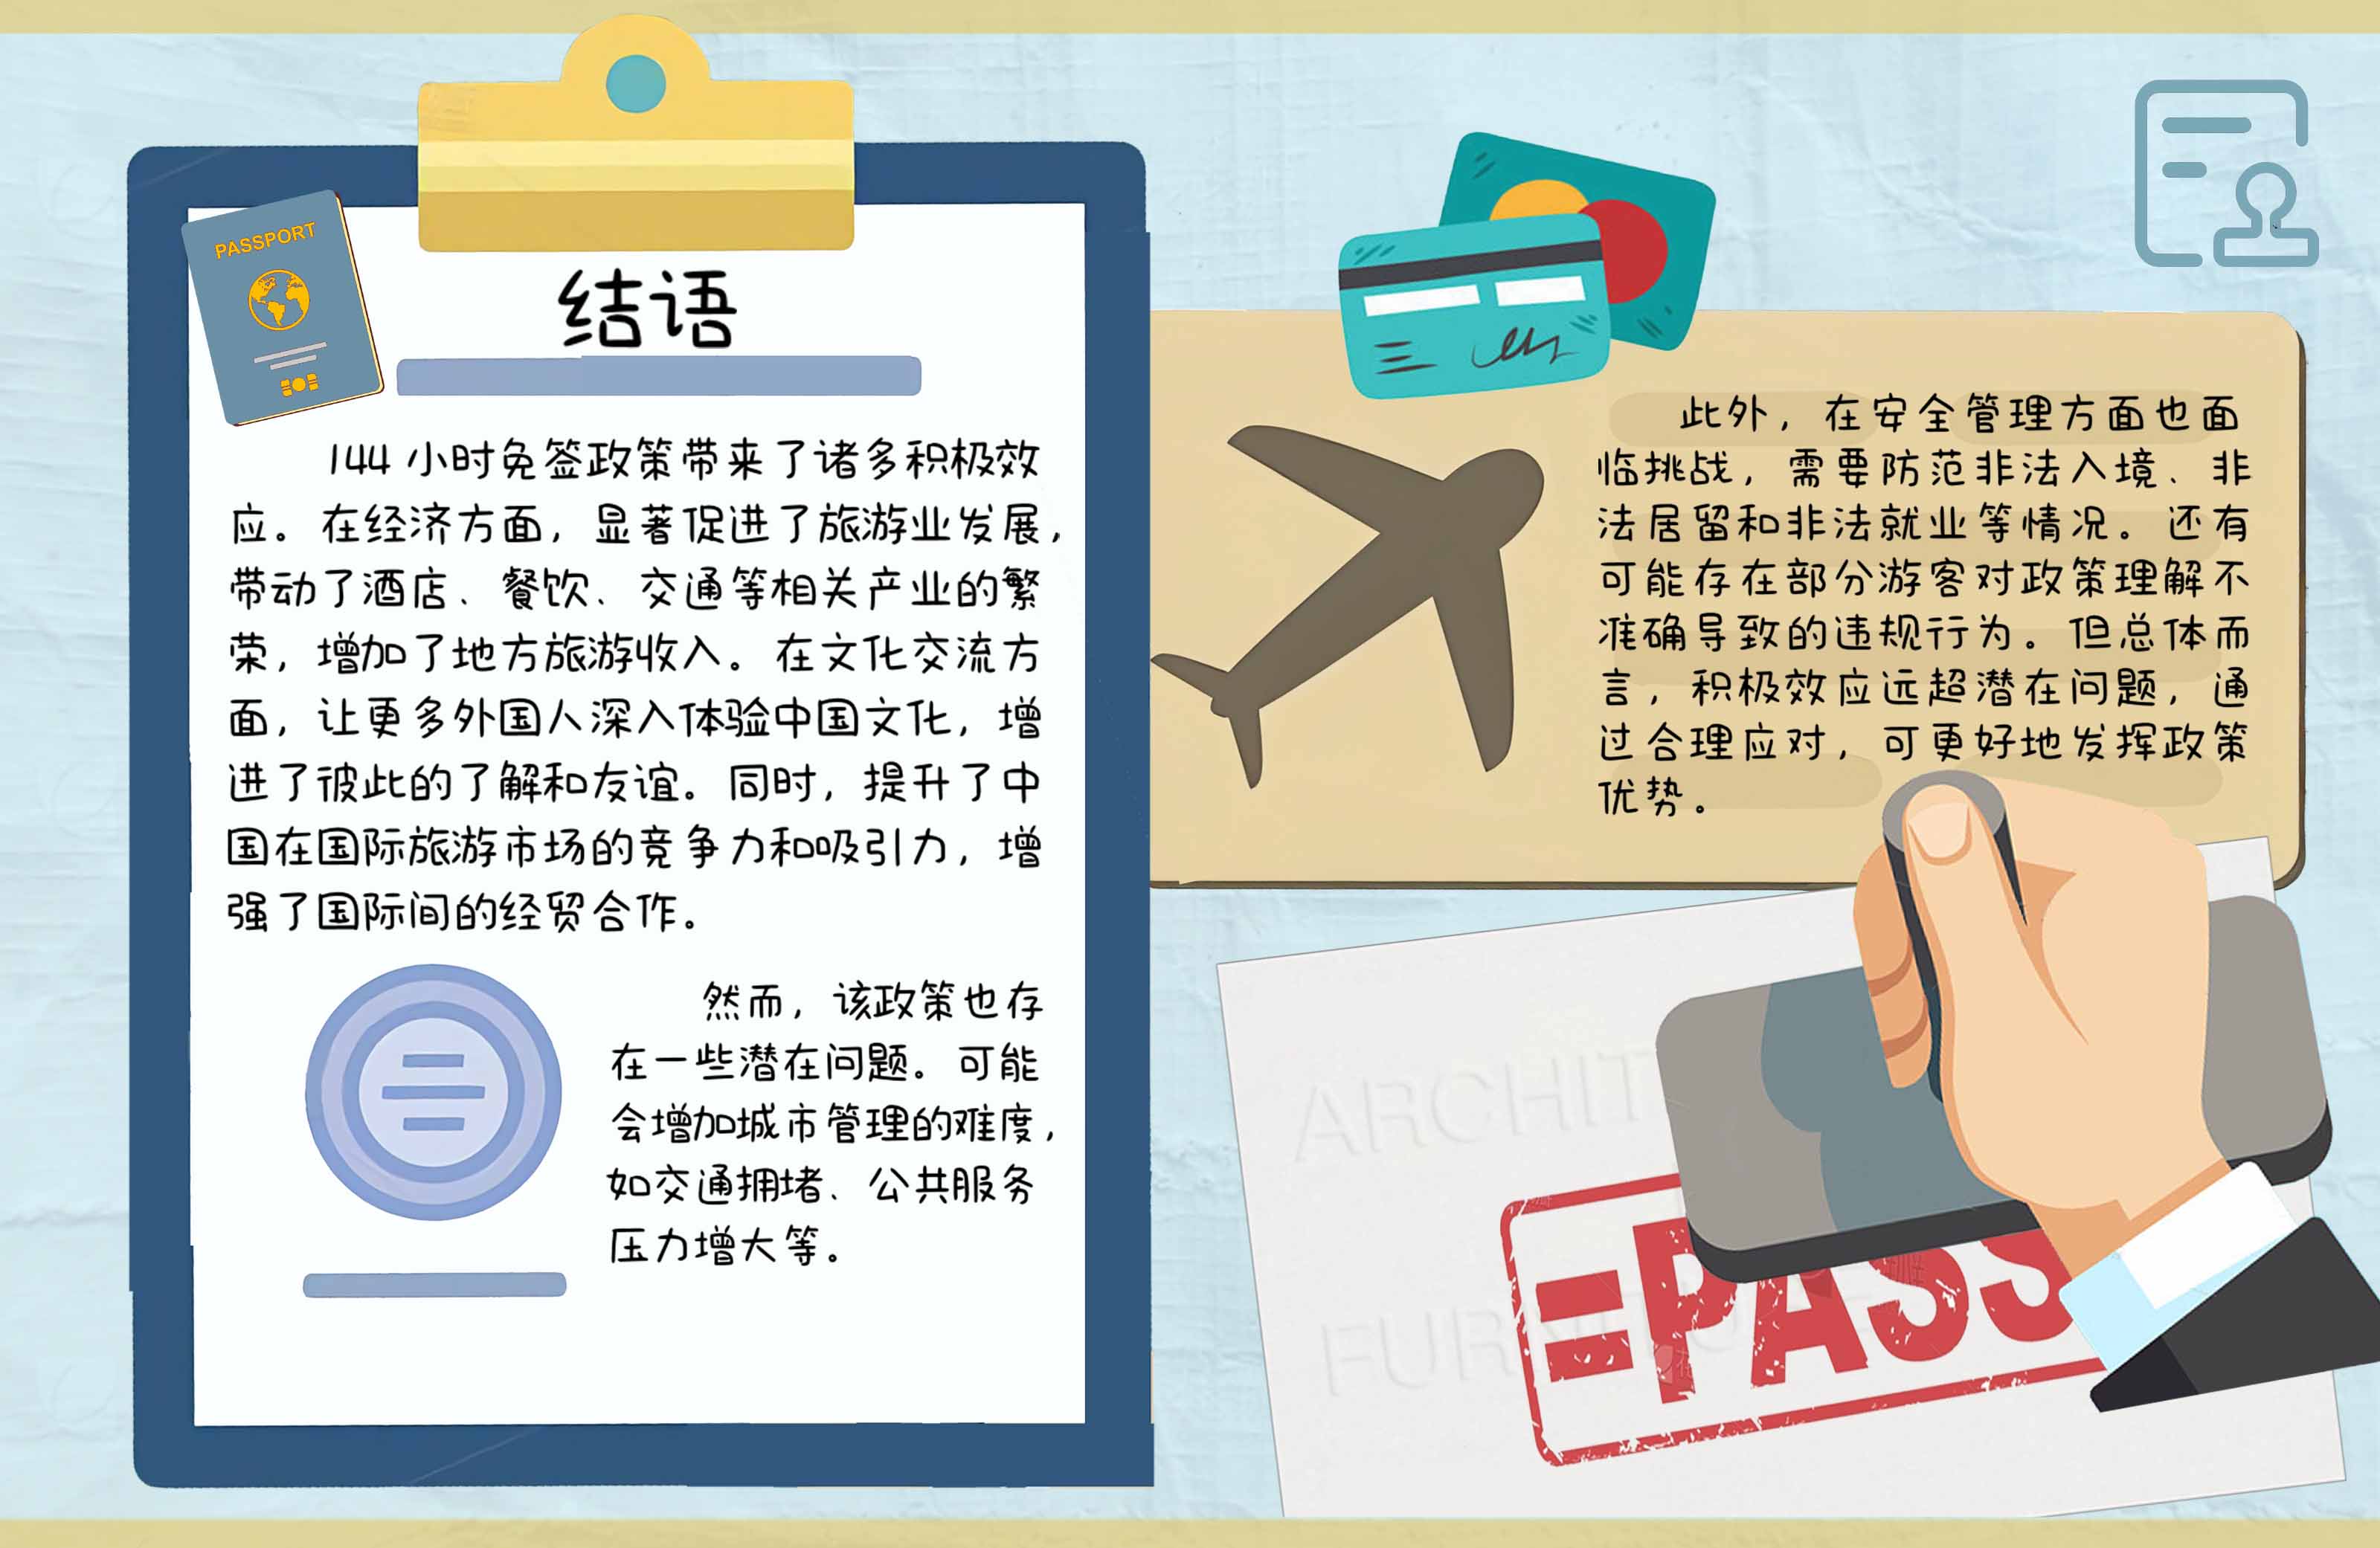 PASSPORT
结语
144小时免签政策带来了诸多积极效
应。在经济方面，显著促进了旅游业发展，
带动了酒店、餐饮、交通等相关产业的繁
荣，增加了地方旅游收入。在文化交流方
面，让更多外国人深入体验中国文化，增
进了彼此的了解和友谊。同时，提升了中
国在国际旅游市场的竞争力和吸引力，增
强了国际间的经贸合作。
然而，该政策也存
在一些潜在问题。可能
会增加城市管理的难度，
如交通拥堵、公共服务
压力增大等。
此外，在安全管理方面也面
临挑战，需要防范非法入境、非
法居留和非法就业等情况。还有
可能存在部分游客对政策理解不
准确导致的违规行为。但总体而
言，积极效应远超潜在问题，通
过合理应对，可更好地发挥政策
优势。
ARCHIT
PASS